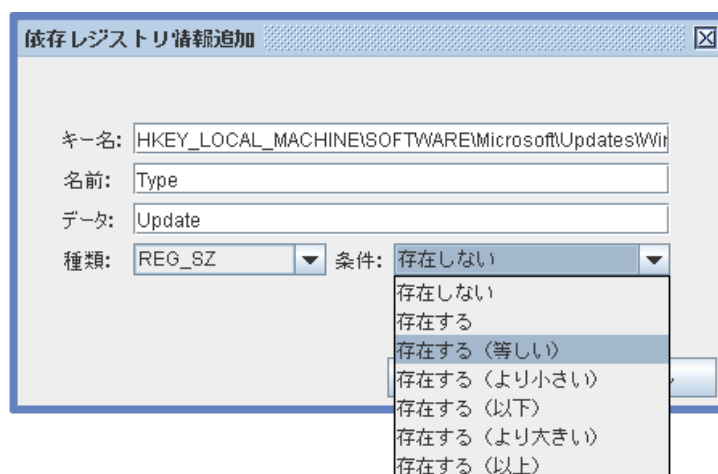 依存レジストリ情報追加
キー名: HKEY_LOCAL_MACHINE\SOFTWARE\Microsoft\Updates\Wir
名前: Type
データ: Update
種類: REG_SZ 条件: 存在しない
存在しない
存在する
存在する（等しい）
存在する（より小さい）
存在する（以下）
存在する（より大きい）
存在する（以上）